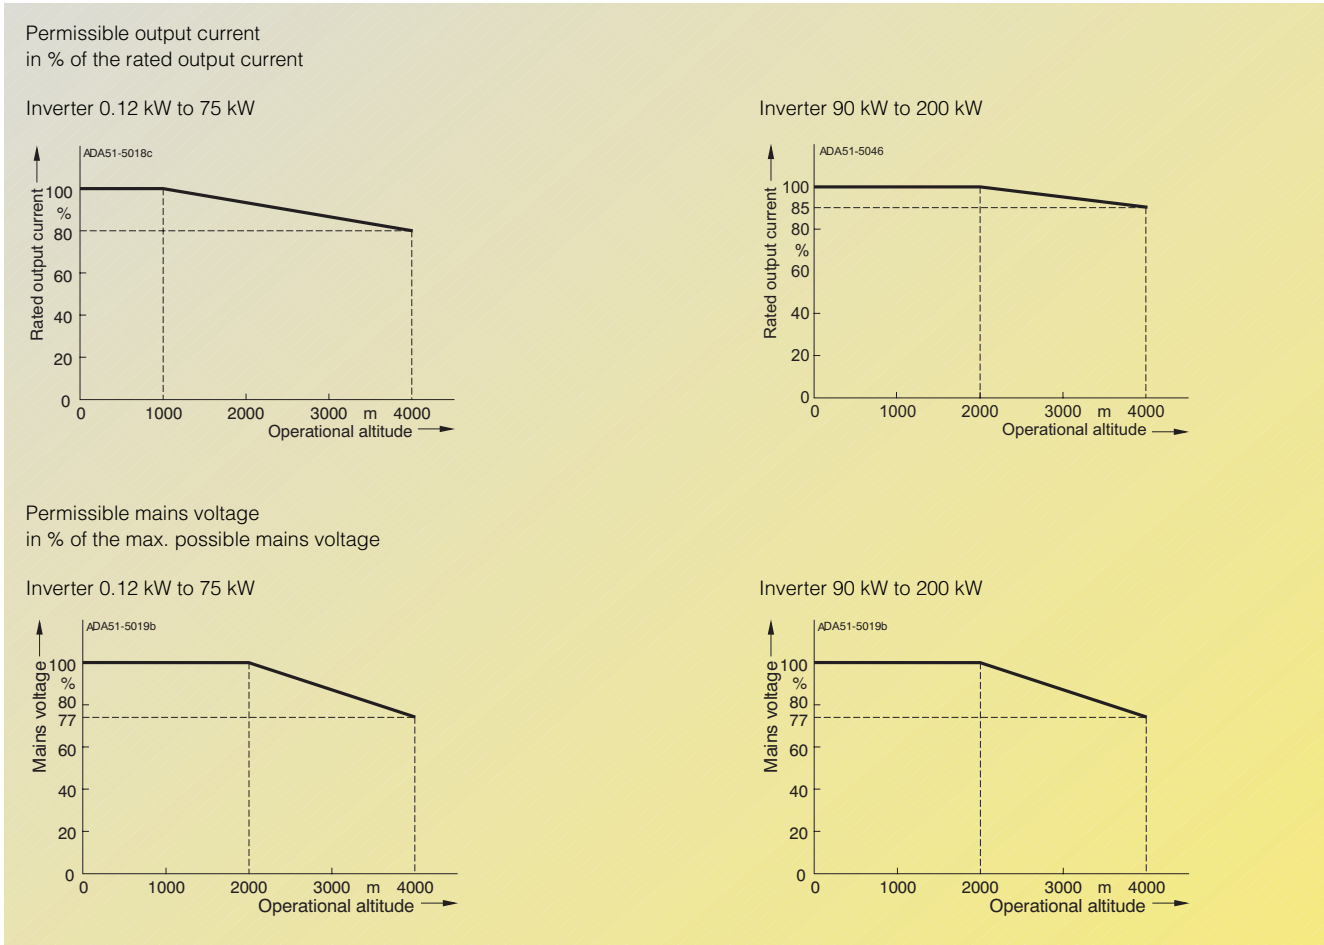 Permissible output current
in % of the rated output current
Inverter 0.12 kW to 75 kW
ADA51-5018c
Rated output current
100
%
80
60
40
20
0
0 1000 2000 3000 m 4000
Operational altitude
Inverter 90 kW to 200 kW
ADA51-5046
Rated output current
100
85
80
%
60
40
20
0
0 1000 2000 3000 m 4000
Operational altitude
Permissible mains voltage
in % of the max. possible mains voltage
Inverter 0.12 kW to 75 kW
ADA51-5019b
Mains voltage
100
%
80
77
60
40
20
0
0 1000 2000 3000 m 4000
Operational altitude
Inverter 90 kW to 200 kW
ADA51-5019b
Mains voltage
100
%
80
77
60
40
20
0
0 1000 2000 3000 m 4000
Operational altitude